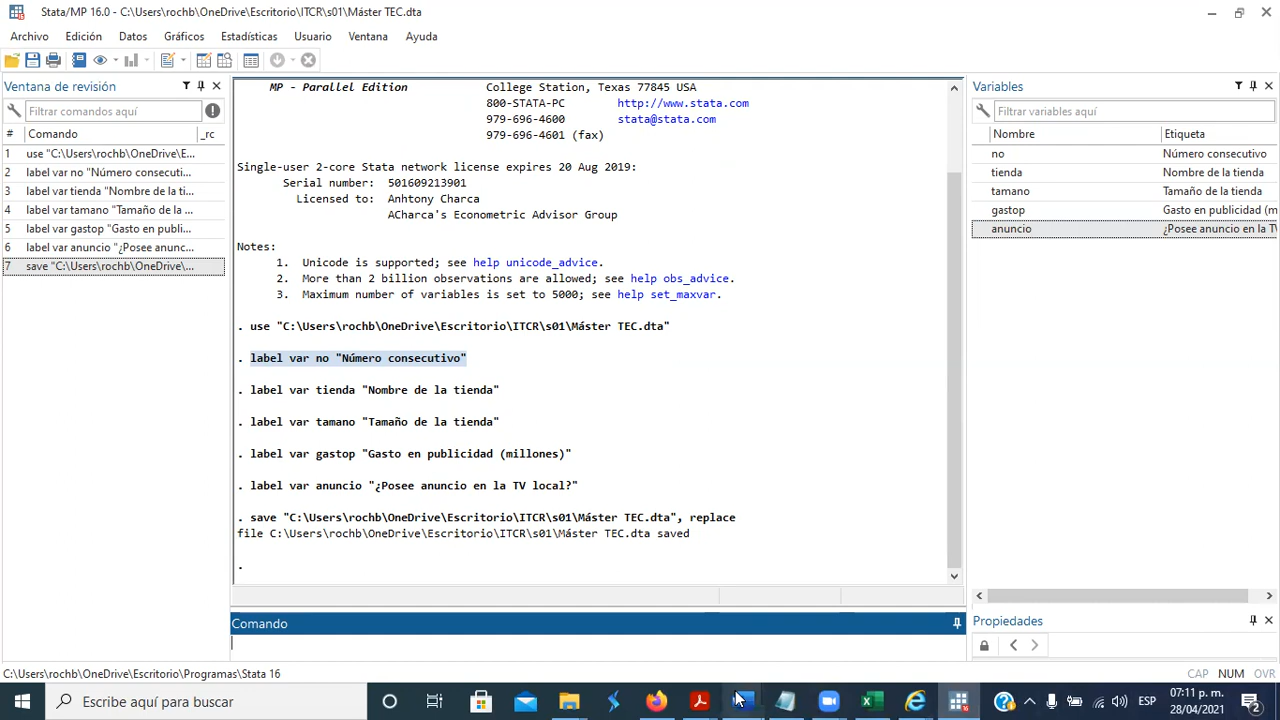 Stata/MP 16.0 - C:\Users\rochb\OneDrive\Escritorio\ITCR\s01\Máster TEC.dta
Archivo Edición Datos Gráficos Estadísticas Usuario Ventana Ayuda
Ventana de revisión
Filtrar comandos aquí
# Comando _rc
1 use "C:\Users\rochb\OneDrive\E...
2 label var no "Número consecuti...
3 label var tienda "Nombre de la ti...
4 label var tamano "Tamaño de la ...
5 label var gastop "Gasto en publi...
6 label var anuncio "¿Posee anunc...
7 save "C:\Users\rochb\OneDrive\...
MP - Parallel Edition College Station, Texas 77845 USA
800-STATA-PC http://www.stata.com
979-696-4600 stata@stata.com
979-696-4601 (fax)
Single-user 2-core Stata network license expires 20 Aug 2019:
Serial number: 501609213901
Licensed to: Anhtony Charca
ACharca's Econometric Advisor Group
Notes:
1. Unicode is supported; see help unicode_advice.
2. More than 2 billion observations are allowed; see help obs_advice.
3. Maximum number of variables is set to 5000; see help set_maxvar.
. use "C:\Users\rochb\OneDrive\Escritorio\ITCR\s01\Máster TEC.dta"
. label var no "Número consecutivo"
. label var tienda "Nombre de la tienda"
. label var tamano "Tamaño de la tienda"
. label var gastop "Gasto en publicidad (millones)"
. label var anuncio "¿Posee anuncio en la TV local?"
. save "C:\Users\rochb\OneDrive\Escritorio\ITCR\s01\Máster TEC.dta", replace
file C:\Users\rochb\OneDrive\Escritorio\ITCR\s01\Máster TEC.dta saved
.
Comando
Variables
Filtrar variables aquí
Nombre Etiqueta
no Número consecutivo
tienda Nombre de la tienda
tamano Tamaño de la tienda
gastop Gasto en publicidad (m
anuncio ¿Posee anuncio en la TV
Propiedades
C:\Users\rochb\OneDrive\Escritorio\Programas\Stata 16
CAP NUM OVR
Escribe aquí para buscar
ESP
07:11 p. m.
28/04/2021
2